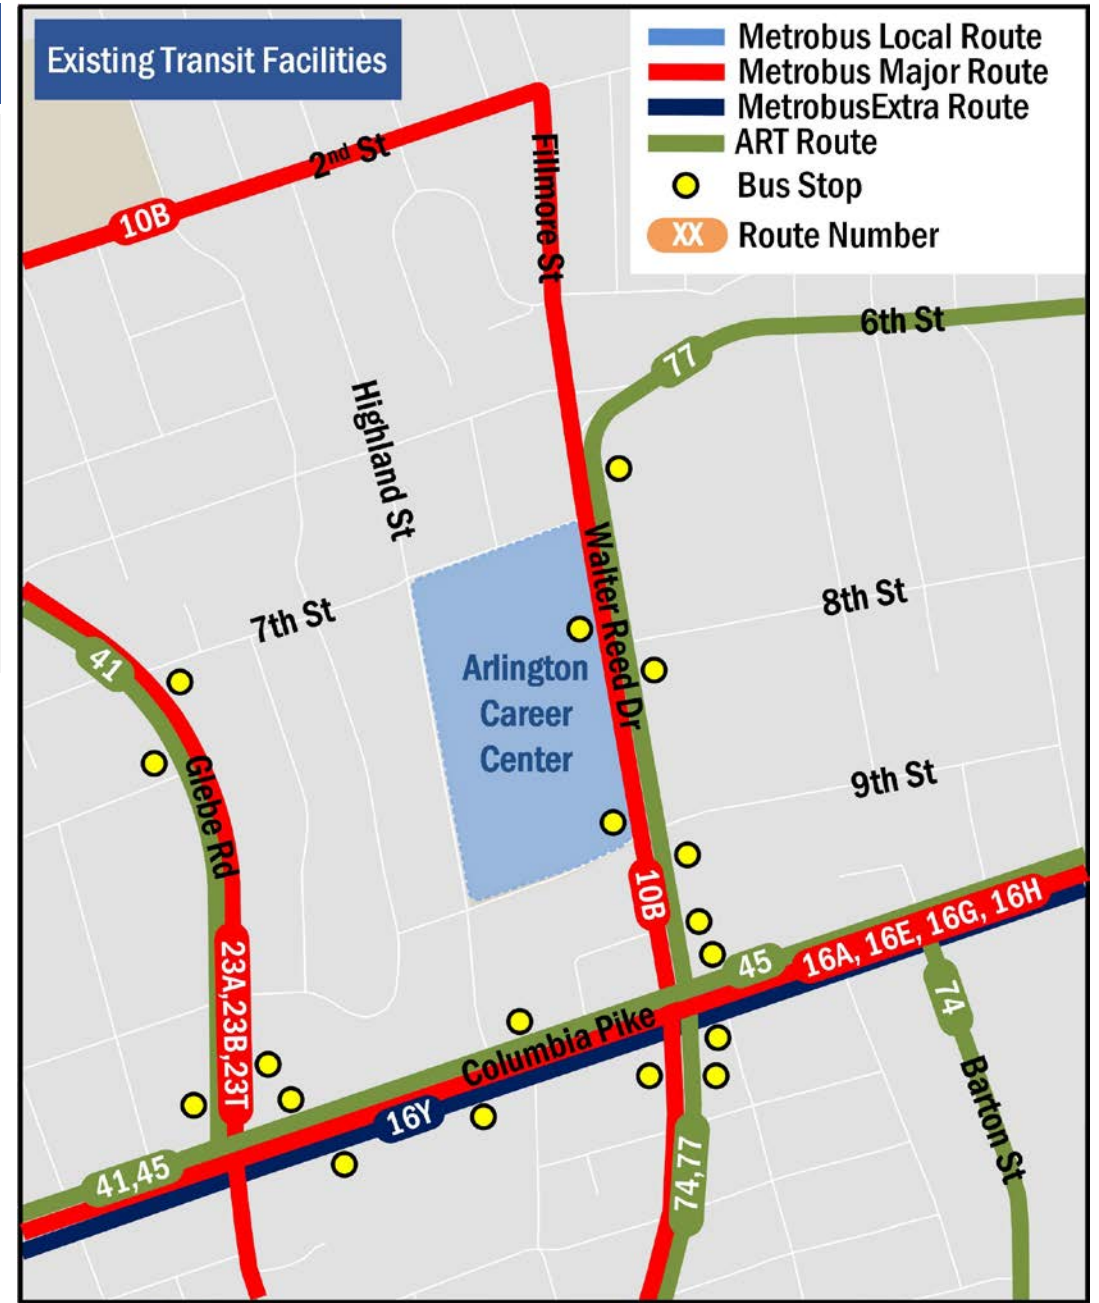 Existing Transit Facilities
Metrobus Local Route
Metrobus Major Route
MetrobusExtra Route
ART Route
Bus Stop
XX Route Number
2nd St
10B
Fillmore St
6th St
77
Highland St
Walter Reed Dr
7th St
8th St
41
Arlington
Career
Center
Glebe Rd
9th St
10B
23A,23B,23T
45
16A, 16E, 16G, 16H
74
Columbia Pike
16Y
Barton St
41,45
74,77